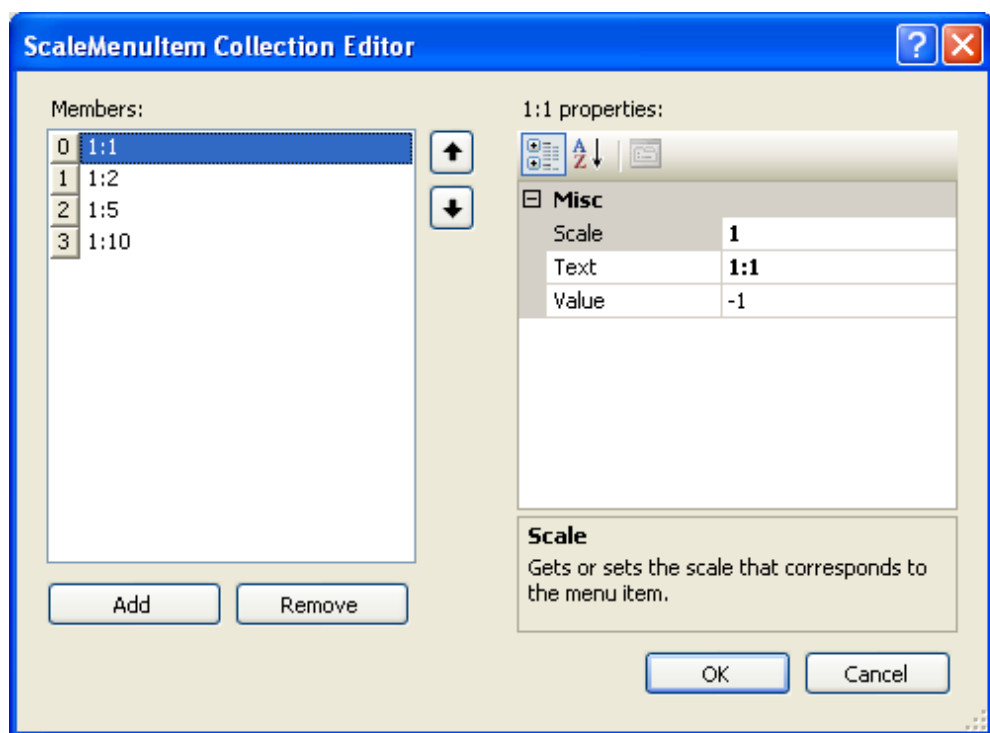 ScaleMenuItem Collection Editor
?
Members:
0 1:1
1 1:2
2 1:5
3 1:10
Add
Remove
1:1 properties:
A
Z
Misc
Scale 1
Text 1:1
Value -1
Scale
Gets or sets the scale that corresponds to
the menu item.
OK
Cancel